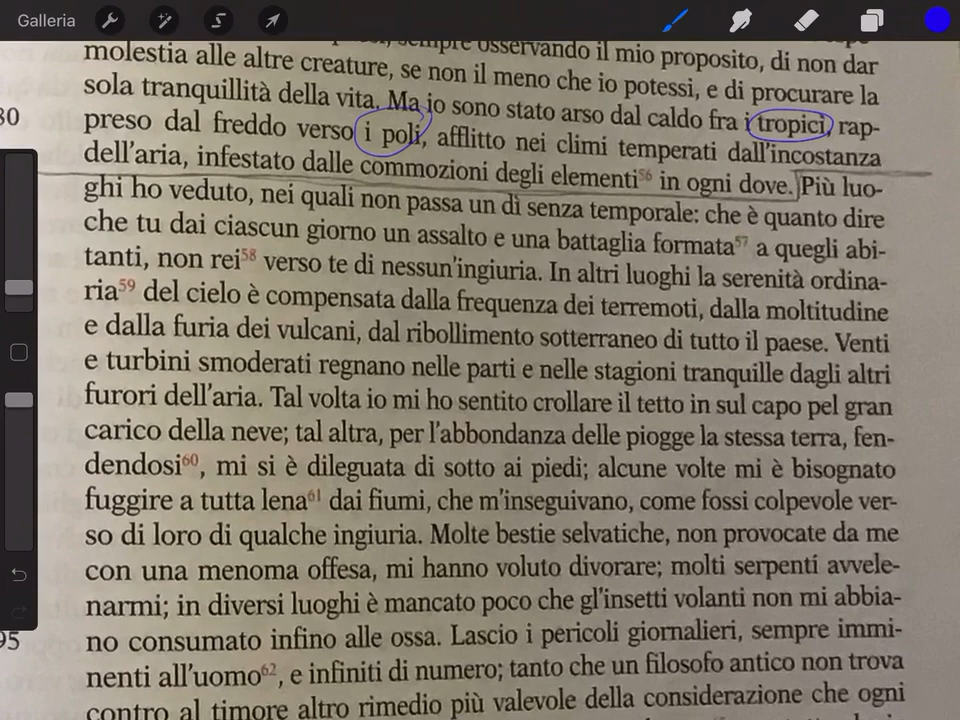 Galleria
sempre osservando il mio proposito, di non dar
molestia alle altre creature, se non il meno che io potessi, e di procurare la
sola tranquillità della vita. Ma io sono stato arso dal caldo fra i tropici, rap-
80
preso dal freddo verso i poli, afflitto nei climi temperati dall'incostanza
dell'aria, infestato dalle commozioni degli elementi56 in ogni dove. Più luo-
ghi ho veduto, nei quali non passa un dì senza temporale: che è quanto dire
che tu dai ciascun giorno un assalto e una battaglia formata57 a quegli abi-
tanti, non rei58 verso te di nessun'ingiuria. In altri luoghi la serenità ordina-
ria59 del cielo è compensata dalla frequenza dei terremoti, dalla moltitudine
e dalla furia dei vulcani, dal ribollimento sotterraneo di tutto il paese. Venti
e turbini smoderati regnano nelle parti e nelle stagioni tranquille dagli altri
furori dell'aria. Tal volta io mi ho sentito crollare il tetto in sul capo pel gran
carico della neve; tal altra, per l'abbondanza delle piogge la stessa terra, fen-
dendosi60, mi si è dileguata di sotto ai piedi; alcune volte mi è bisognato
fuggire a tutta lena61 dai fiumi, che m'inseguivano, come fossi colpevole ver-
so di loro di qualche ingiuria. Molte bestie selvatiche, non provocate da me
con una menoma offesa, mi hanno voluto divorare; molti serpenti avvele-
narmi; in diversi luoghi è mancato poco che gl'insetti volanti non mi abbia-
95
no consumato infino alle ossa. Lascio i pericoli giornalieri, sempre immi-
nenti all'uomo62, e infiniti di numero; tanto che un filosofo antico non trova
contro al timore altro rimedio più valevole della considerazione che ogni